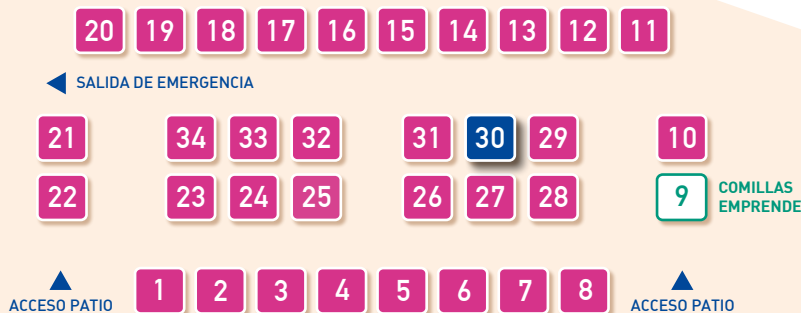 20 19 18 17 16 15 14 13 12 11
SALIDA DE EMERGENCIA
21 34 33 32 31 30 29 10
22 23 24 25 26 27 28 9 COMILLAS
EMPRENDE
1 2 3 4 5 6 7 8
ACCESO PATIO ACCESO PATIO